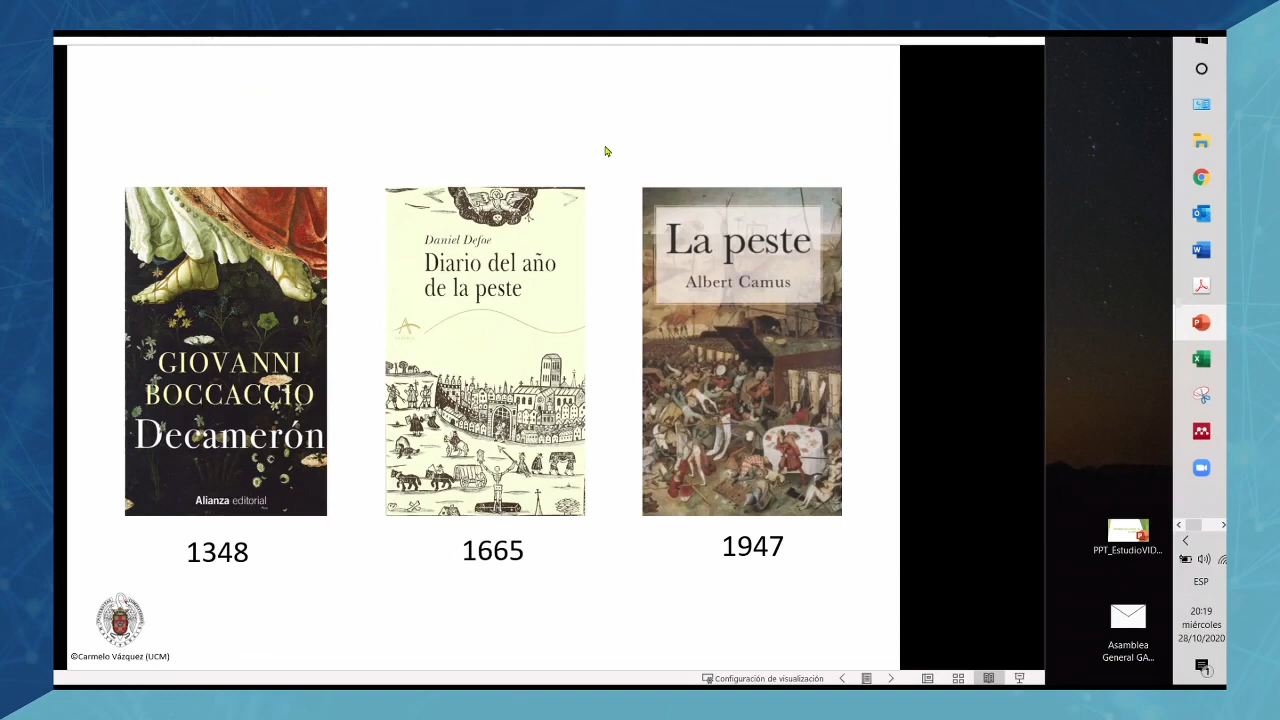 GIOVANNI
BOCCACCIO
Decamerón
Alianza editorial
Daniel Defoe
Diario del año
de la peste
La peste
Albert Camus
1348
1665
1947
©Carmelo Vázquez (UCM)
Configuración de visualización
PPT_EstudioVID...
Asamblea
General GA...
ESP
20:19
miércoles
28/10/2020
1